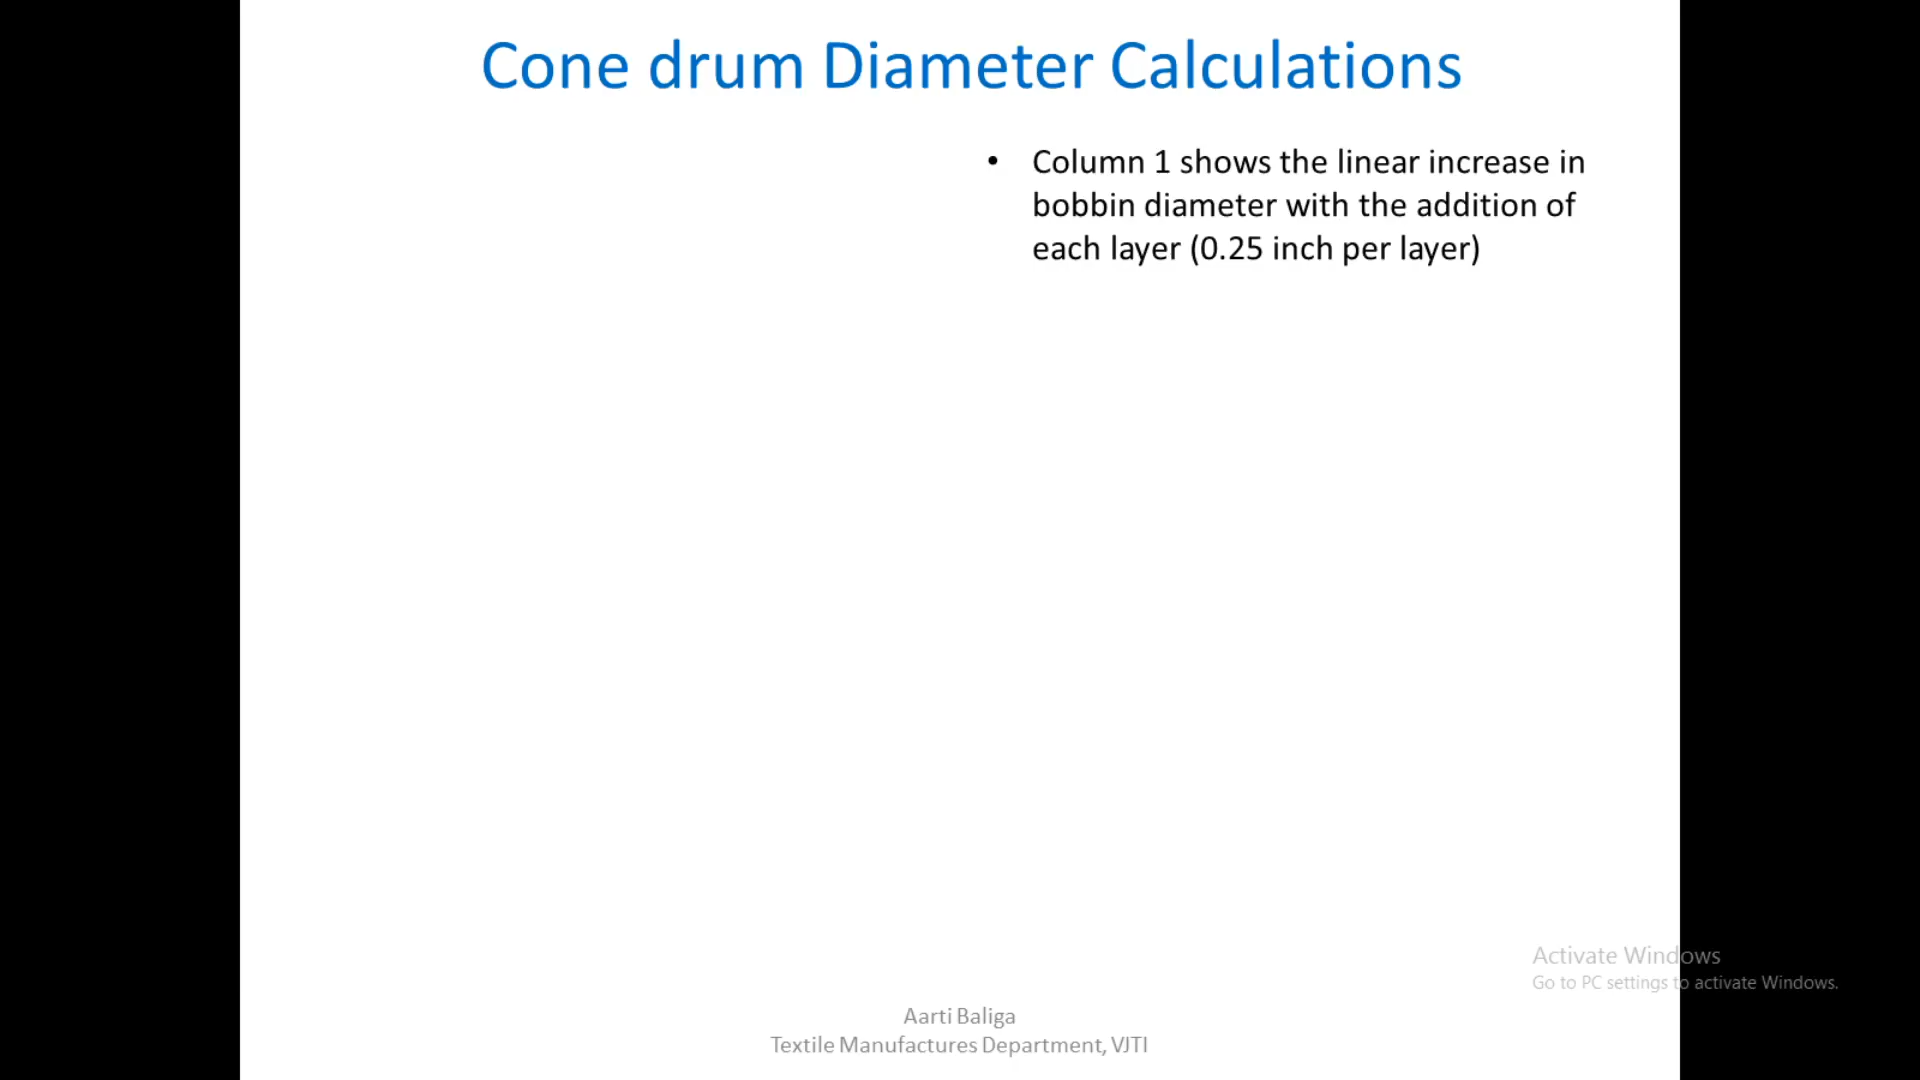 Cone drum Diameter Calculations
• Column 1 shows the linear increase in
bobbin diameter with the addition of
each layer (0.25 inch per layer)
Activate Windows
Go to PC settings to activate Windows.
Aarti Baliga
Textile Manufactures Department, VJTI